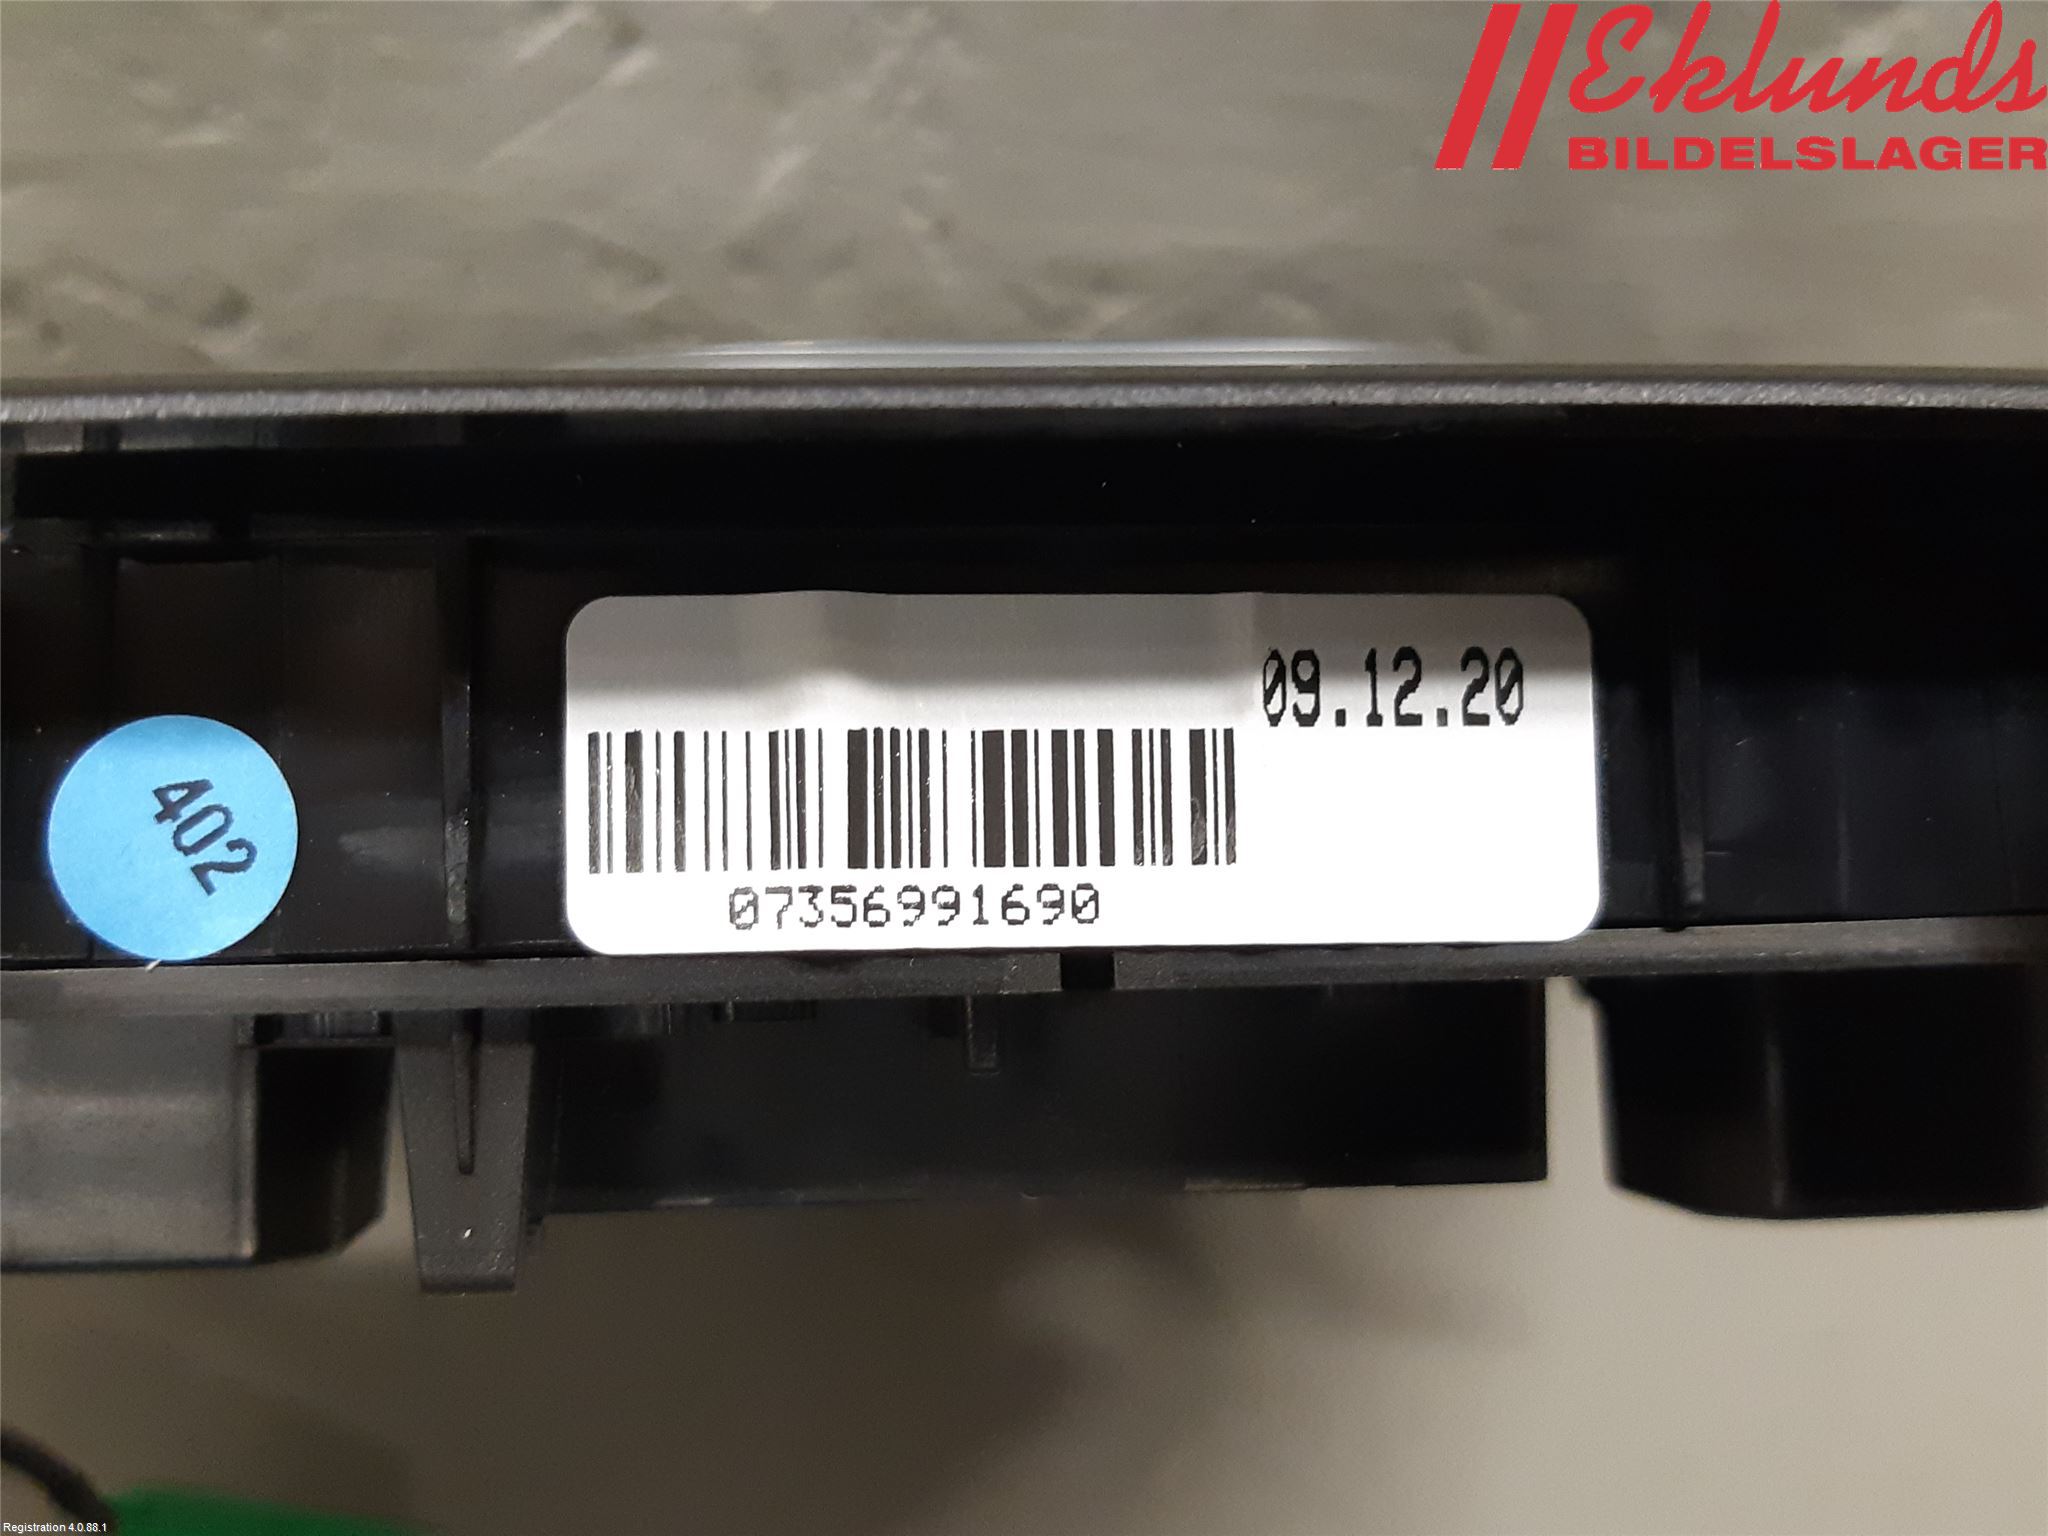 Eklunds
BILDELSLAGER
09.12.20
402
07356991690
Registration 4.0.88.1